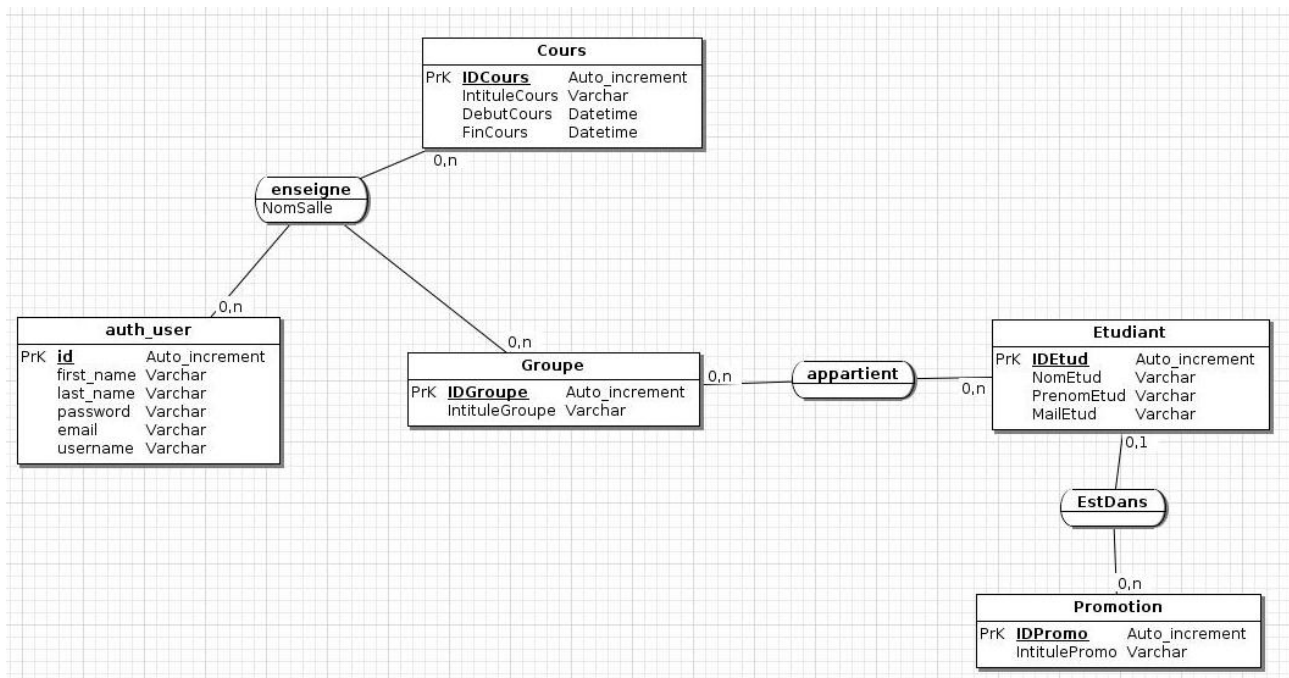 Cours
PrK IDCours Auto_increment
IntituleCours Varchar
DebutCours Datetime
FinCours Datetime
0,n
enseigne
NomSalle
0,n
auth_user
PrK id Auto_increment
first_name Varchar
last_name Varchar
password Varchar
email Varchar
username Varchar
0,n
Groupe
PrK IDGroupe Auto_increment
IntituleGroupe Varchar
0,n
appartient
0,n
Etudiant
PrK IDEtud Auto_increment
NomEtud Varchar
PrenomEtud Varchar
MailEtud Varchar
0,1
EstDans
0,n
Promotion
PrK IDPromo Auto_increment
IntitulePromo Varchar